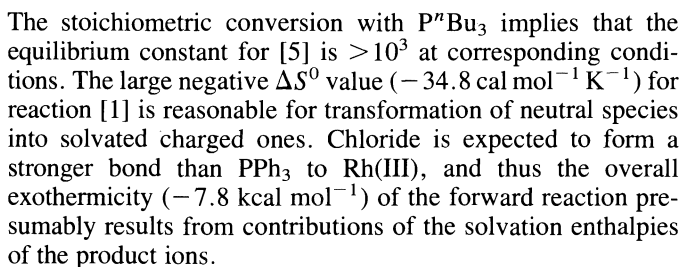 The stoichiometric conversion with PⁿBu₃ implies that the
equilibrium constant for [5] is >10³ at corresponding condi-
tions. The large negative ΔS⁰ value (−34.8 cal mol⁻¹ K⁻¹) for
reaction [1] is reasonable for transformation of neutral species
into solvated charged ones. Chloride is expected to form a
stronger bond than PPh₃ to Rh(III), and thus the overall
exothermicity (−7.8 kcal mol⁻¹) of the forward reaction pre-
sumably results from contributions of the solvation enthalpies
of the product ions.